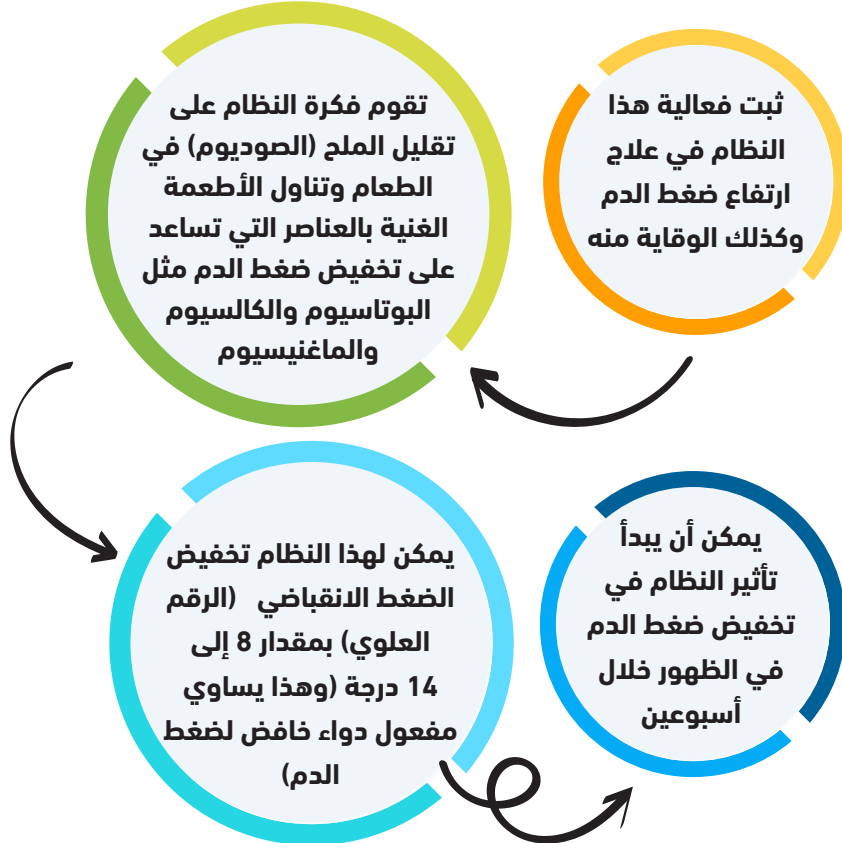 ثبت فعالية هذا
النظام في علاج
ارتفاع ضغط الدم
وكذلك الوقاية منه
تقوم فكرة النظام على
تقليل الملح (الصوديوم) في
الطعام وتناول الأطعمة
الغنية بالعناصر التي تساعد
على تخفيض ضغط الدم مثل
البوتاسيوم والكالسيوم
والماغنيسيوم
يمكن لهذا النظام تخفيض
الضغط الانقباضي (الرقم
العلوي) بمقدار 8 إلى
14 درجة (وهذا يساوي
مفعول دواء خافض لضغط
الدم)
يمكن أن يبدأ
تأثير النظام في
تخفيض ضغط الدم
في الظهور خلال
أسبوعين